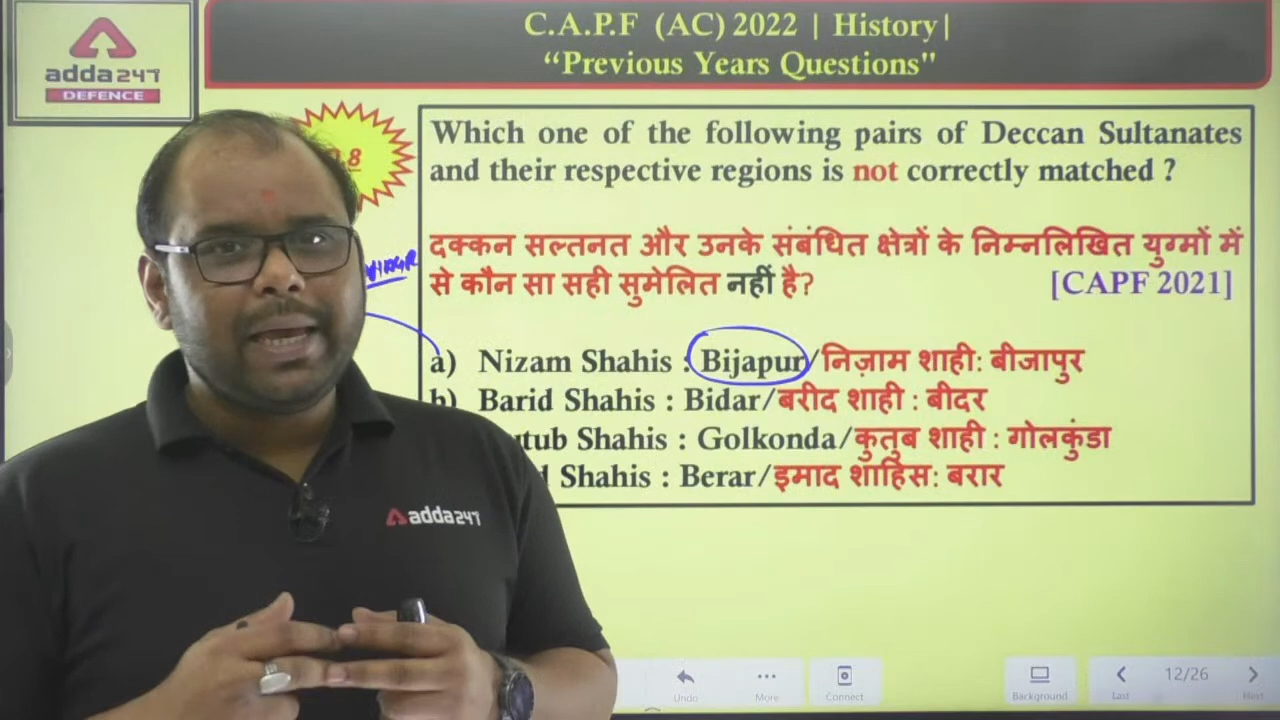 C.A.P.F (AC) 2022 | History|
“Previous Years Questions"
adda247
DEFENCE
8
Which one of the following pairs of Deccan Sultanates
and their respective regions is not correctly matched ?
दक्कन सल्तनत और उनके संबंधित क्षेत्रों के निम्नलिखित युग्मों में
से कौन सा सही सुमेलित नहीं है? [CAPF 2021]
a) Nizam Shahis : Bijapur/निज़ाम शाही: बीजापुर
b) Barid Shahis : Bidar/बरीद शाही : बीदर
Shahis : Golkonda/कुतुब शाही : गोलकुंडा
Shahis : Berar/इमाद शाहिस: बरार
adda247
Undo
More
Connect
Background
Last
12/26
Next